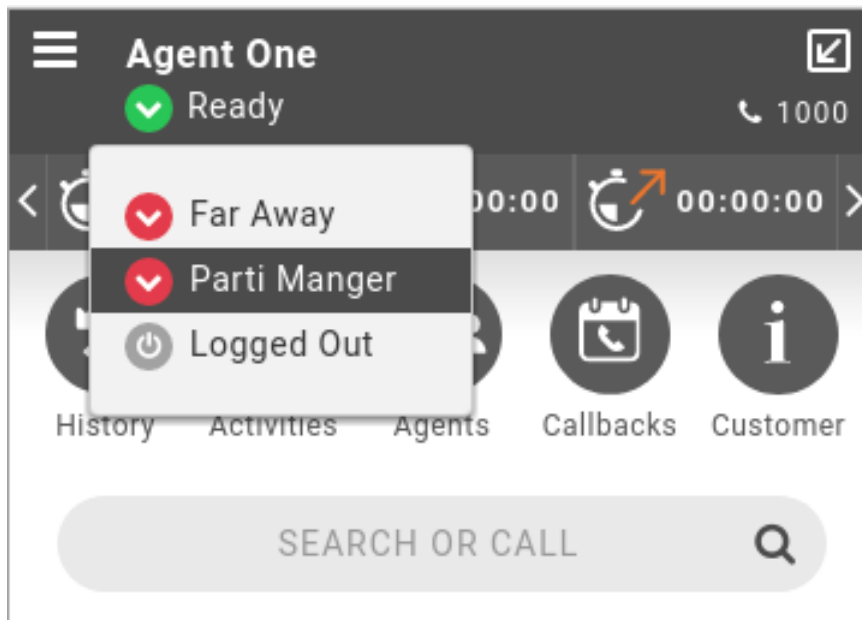 Agent One
Ready
1000
Far Away
00:00
00:00:00
Parti Manger
Logged Out
History
Activities
Agents
Callbacks
Customer
SEARCH OR CALL